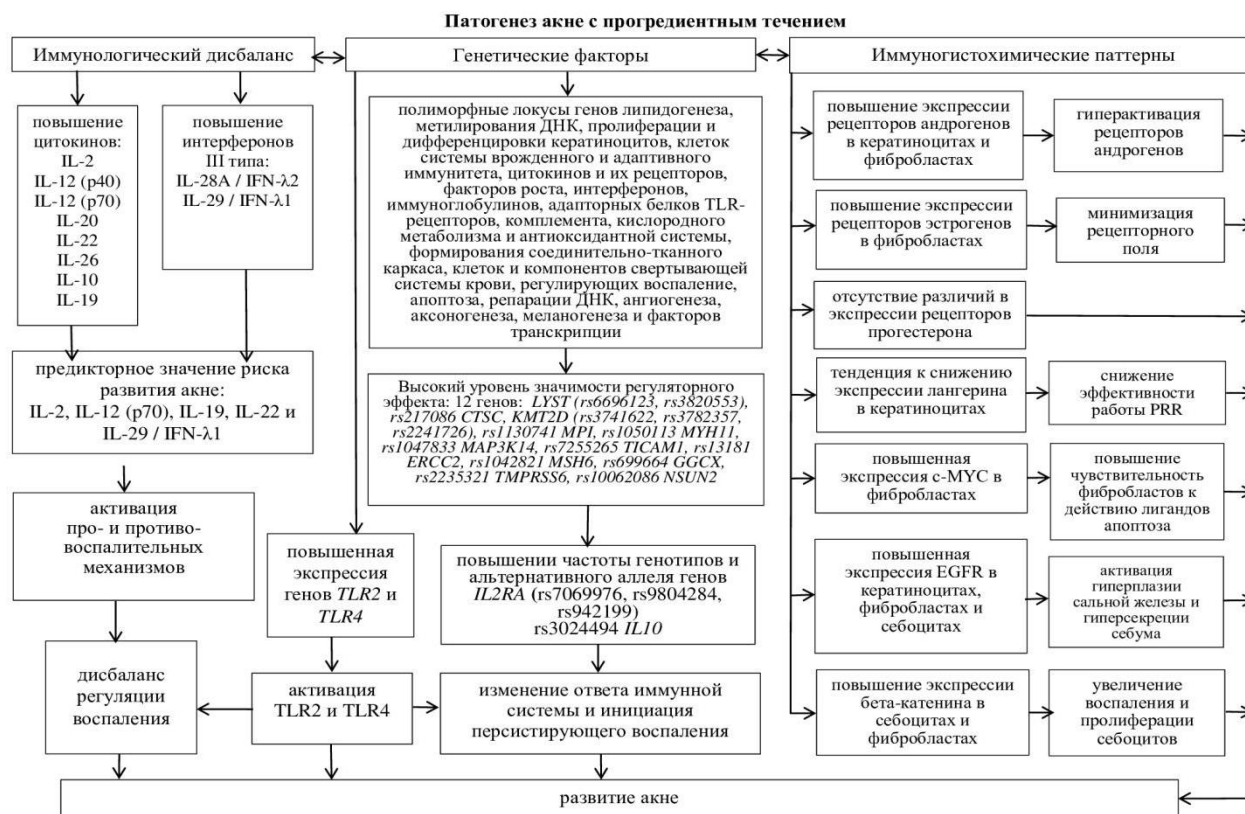 Патогенез акне с прогредиентным течением
Иммунологический дисбаланс
Генетические факторы
Иммуногистохимические паттерны
повышение
цитокинов:
IL-2
IL-12 (p40)
IL-12 (p70)
IL-20
IL-22
IL-26
IL-10
IL-19
повышение
интерферонов
III типа:
IL-28A / IFN-λ2
IL-29 / IFN-λ1
предикторное значение риска
развития акне:
IL-2, IL-12 (p70), IL-19, IL-22 и
IL-29 / IFN-λ1
активация
про- и противо-
воспалительных
механизмов
дисбаланс
регуляции
воспаления
полиморфные локусы генов липидогенеза,
метилирования ДНК, пролиферации и
дифференцировки кератиноцитов, клеток
системы врожденного и адаптивного
иммунитета, цитокинов и их рецепторов,
факторов роста, интерферонов,
иммуноглобулинов, адапторных белков TLR-
рецепторов, комплемента, кислородного
метаболизма и антиоксидантной системы,
формирования соединительно-тканного
каркаса, клеток и компонентов свертывающей
системы крови, регулирующих воспаление,
апоптоза, репарации ДНК, ангиогенеза,
аксоногенеза, меланогенеза и факторов
транскрипции
Высокий уровень значимости регуляторного
эффекта: 12 генов: LYST (rs6696123, rs3820553),
rs217086 CTSC, KMT2D (rs3741622, rs3782357,
rs2241726), rs1130741 MPI, rs1050113 MYH11,
rs1047833 MAP3K14, rs7255265 TICAM1, rs13181
ERCC2, rs1042821 MSH6, rs699664 GGCX,
rs2235321 TMPRSS6, rs10062086 NSUN2
повышенная
экспрессия
генов TLR2 и
TLR4
активация
TLR2 и TLR4
повышении частоты генотипов и
альтернативного аллеля генов
IL2RA (rs7069976, rs9804284,
rs942199)
rs3024494 IL10
изменение ответа иммунной
системы и инициация
персистирующего воспаления
повышение экспрессии
рецепторов андрогенов
в кератиноцитах и
фибробластах
гиперактивация
рецепторов
андрогенов
повышение экспрессии
рецепторов эстрогенов
в фибробластах
минимизация
рецепторного
поля
отсутствие различий в
экспрессии рецепторов
прогестерона
тенденция к снижению
экспрессии лангерина
в кератиноцитах
снижение
эффективности
работы PRR
повышенная
экспрессия c-MYC в
фибробластах
повышение
чувствительности
фибробластов к
действию лигандов
апоптоза
повышенная
экспрессия EGFR в
кератиноцитах,
фибробластах и
себоцитах
активация
гиперплазии
сальной железы и
гиперсекреции
себума
повышение экспрессии
бета-катенина в
себоцитах и
фибробластах
увеличение
воспаления и
пролиферации
себоцитов
развитие акне